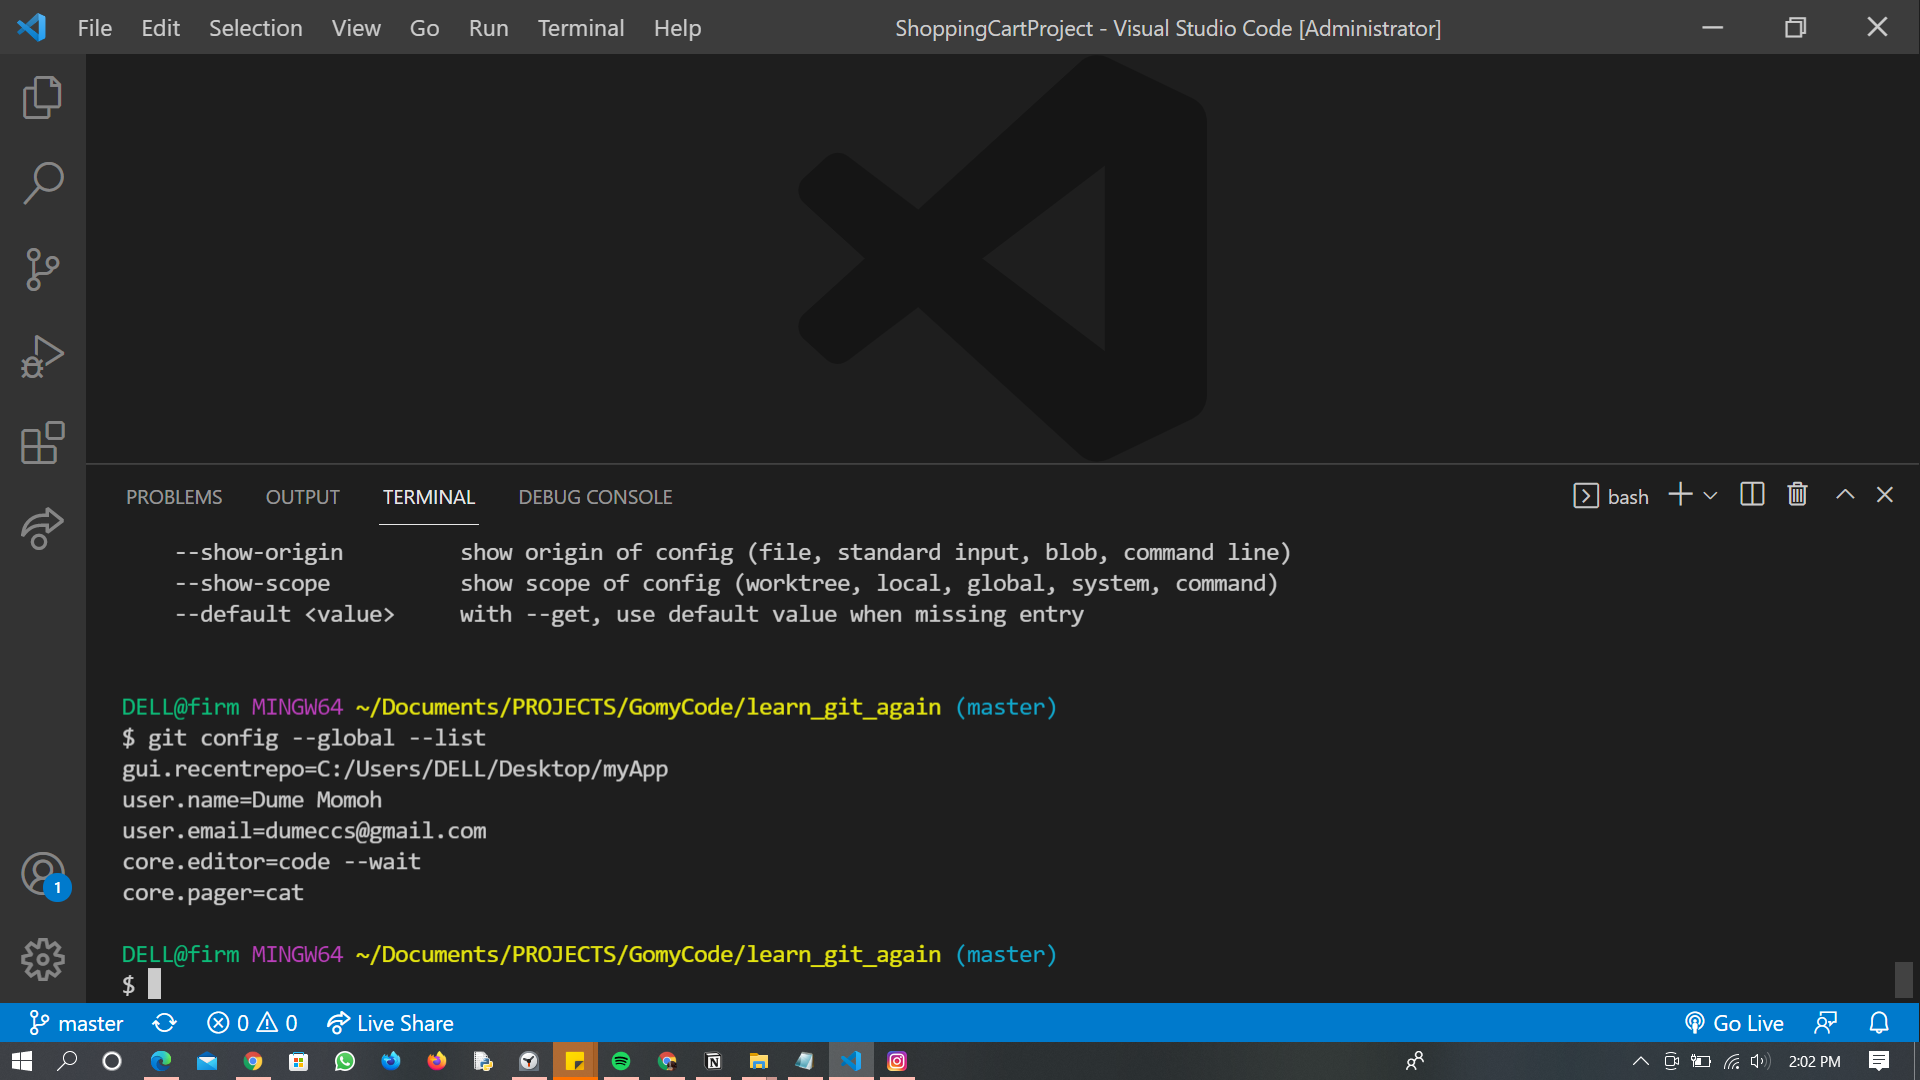 File Edit Selection View Go Run Terminal Help ShoppingCartProject - Visual Studio Code [Administrator]
PROBLEMS OUTPUT TERMINAL DEBUG CONSOLE bash
--show-origin show origin of config (file, standard input, blob, command line)
--show-scope show scope of config (worktree, local, global, system, command)
--default <value> with --get, use default value when missing entry
DELL@firm MINGW64 ~/Documents/PROJECTS/GomyCode/learn_git_again (master)
$ git config --global --list
gui.recentrepo=C:/Users/DELL/Desktop/myApp
user.name=Dume Momoh
user.email=dumeccs@gmail.com
core.editor=code --wait
core.pager=cat
1
DELL@firm MINGW64 ~/Documents/PROJECTS/GomyCode/learn_git_again (master)
$
master 0 0 Live Share Go Live
2:02 PM